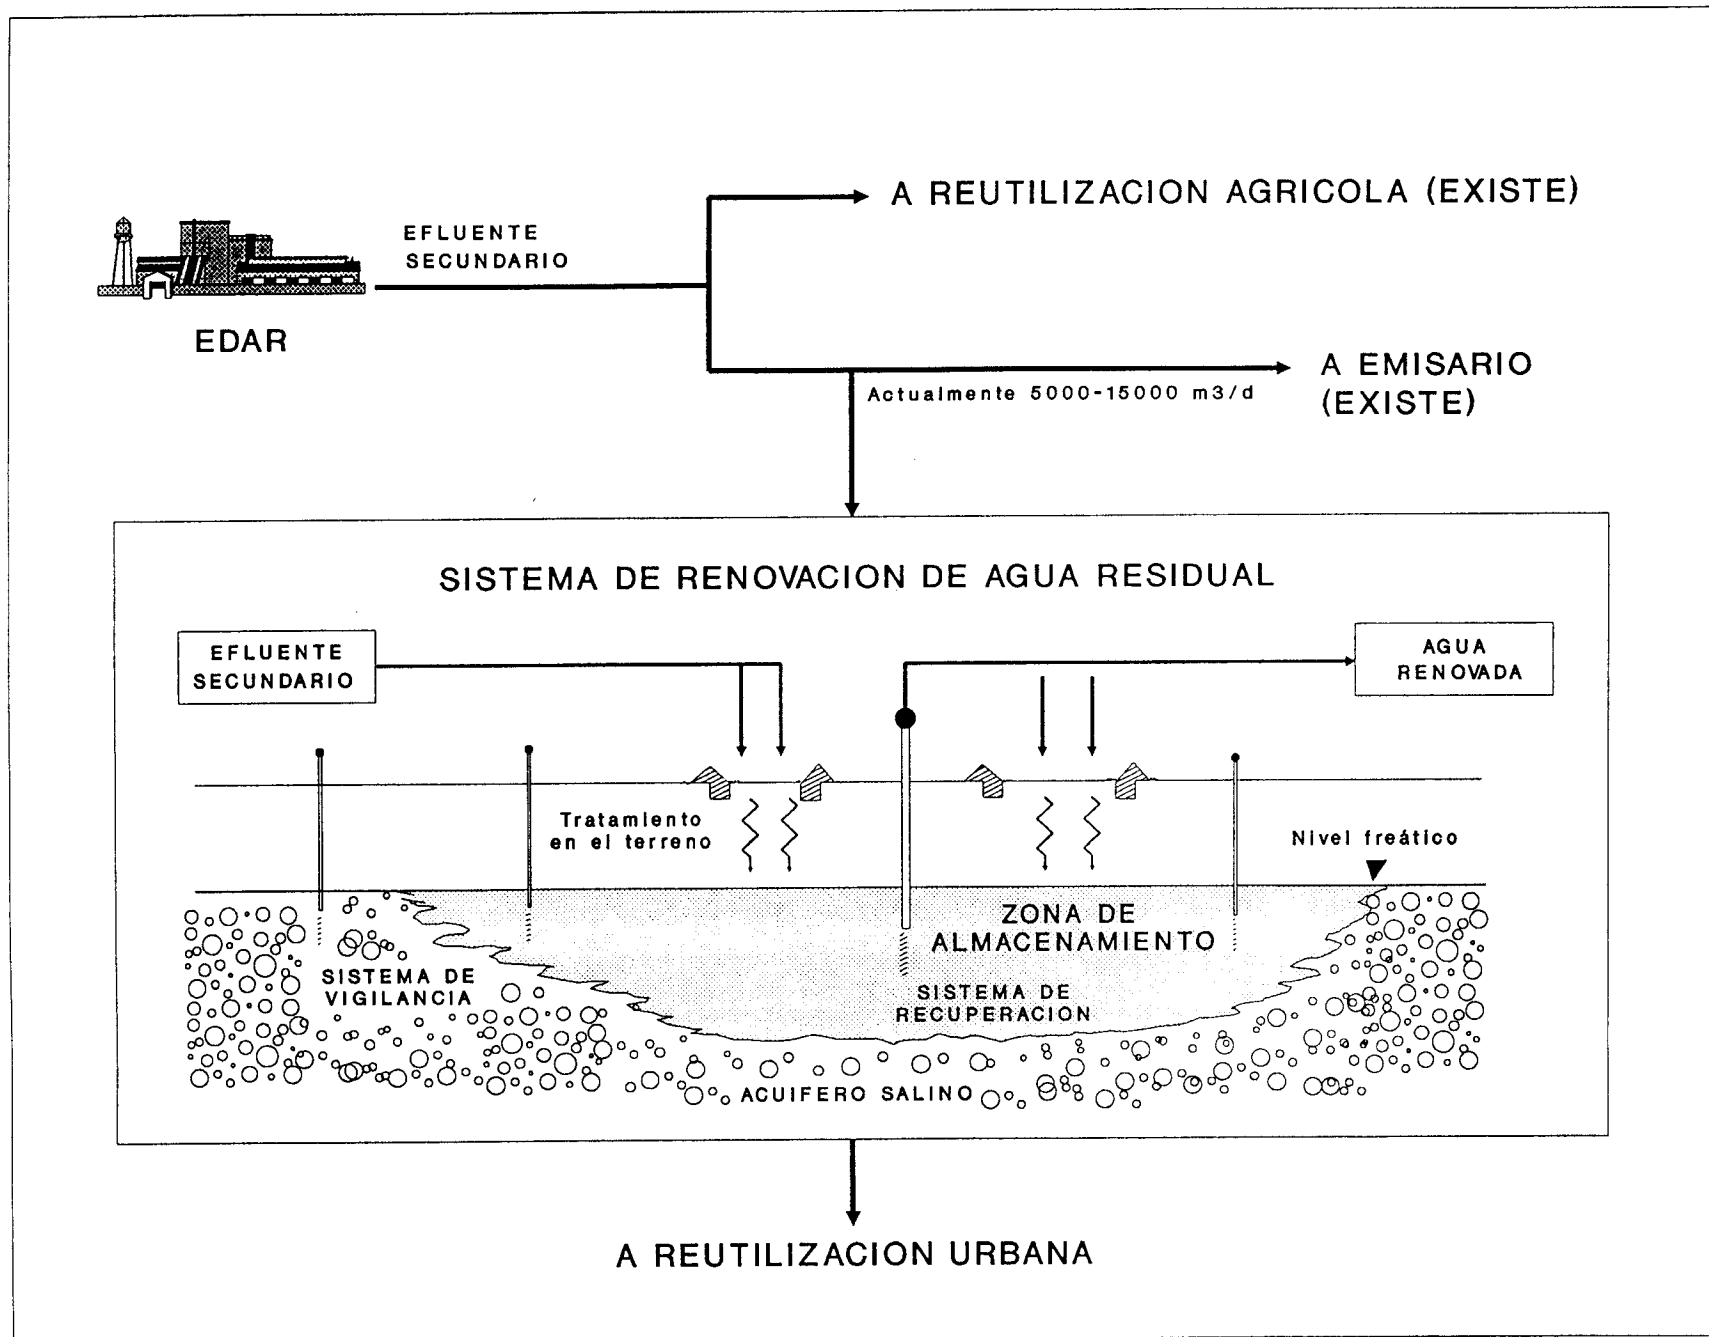 A REUTILIZACION AGRICOLA (EXISTE)
EFLUENTE
SECUNDARIO
EDAR
A EMISARIO
(EXISTE)
Actualmente 5000-15000 m3/d
SISTEMA DE RENOVACION DE AGUA RESIDUAL
EFLUENTE
SECUNDARIO
AGUA
RENOVADA
Tratamiento
en el terreno
Nivel freático
ZONA DE
ALMACENAMIENTO
SISTEMA DE
VIGILANCIA
SISTEMA DE
RECUPERACION
ACUIFERO SALINO
A REUTILIZACION URBANA